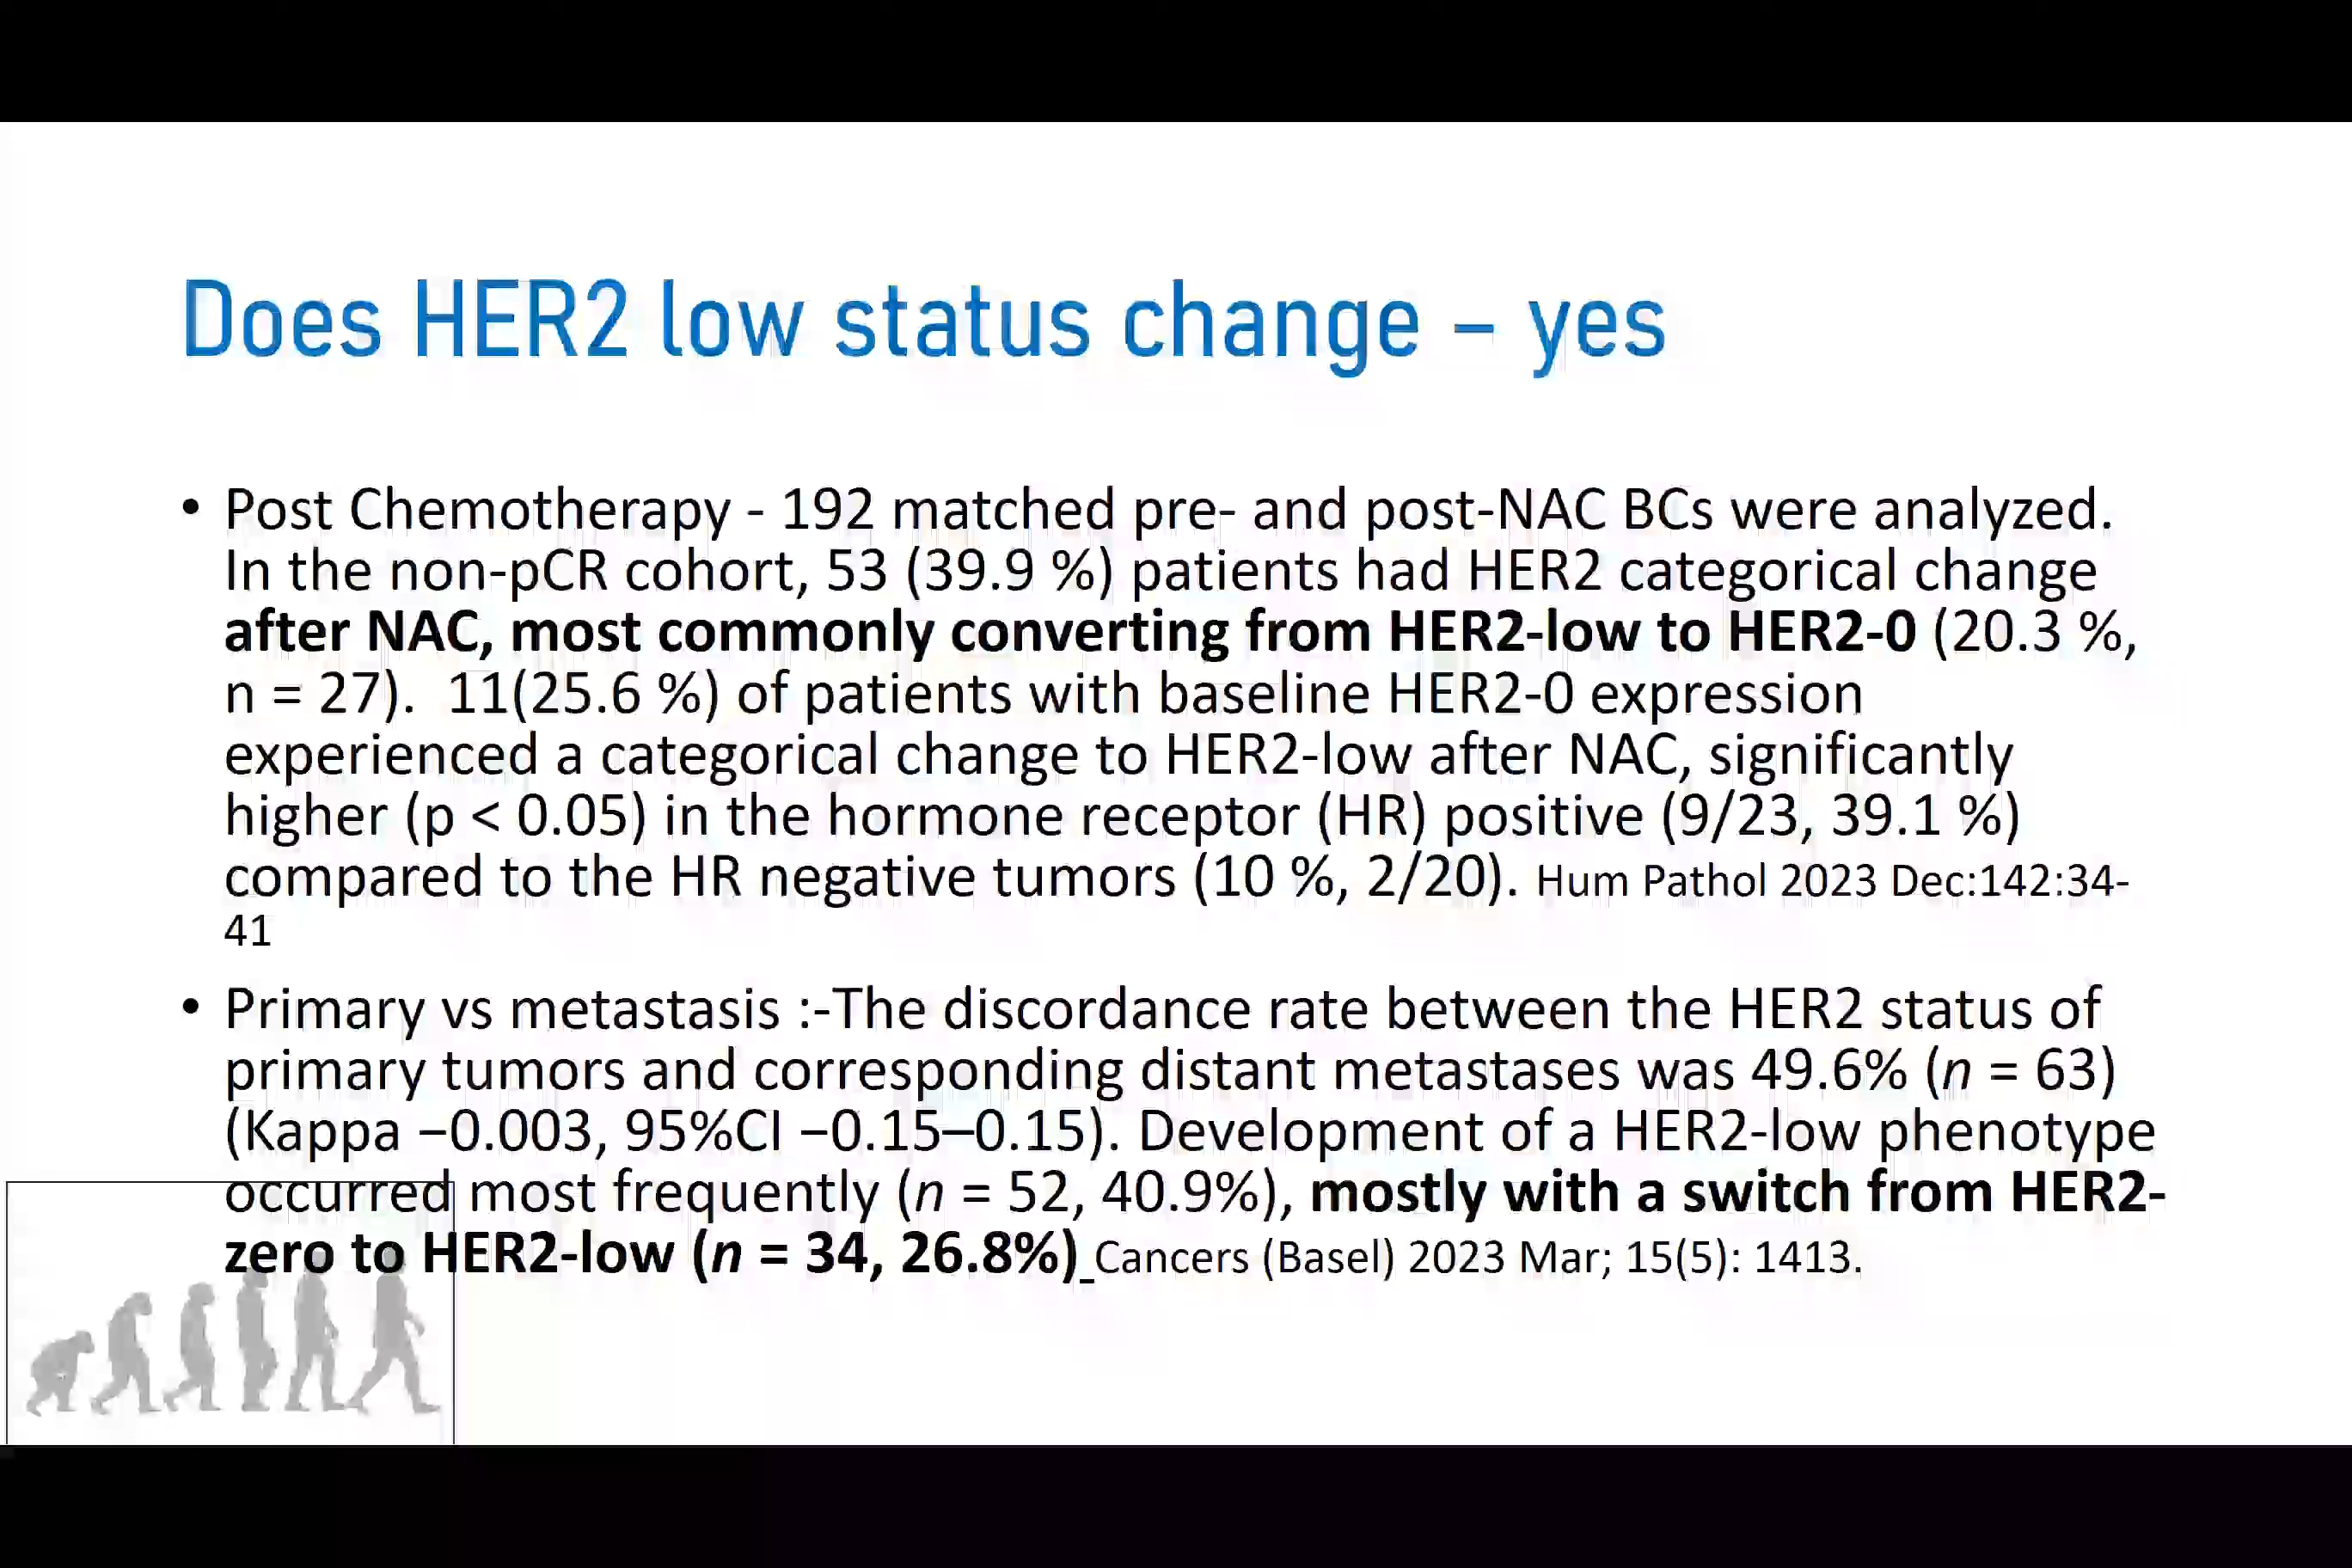 Does HER2 low status change – yes
• Post Chemotherapy - 192 matched pre- and post-NAC BCs were analyzed.
In the non-pCR cohort, 53 (39.9 %) patients had HER2 categorical change
after NAC, most commonly converting from HER2-low to HER2-0 (20.3 %,
n = 27). 11(25.6 %) of patients with baseline HER2-0 expression
experienced a categorical change to HER2-low after NAC, significantly
higher (p < 0.05) in the hormone receptor (HR) positive (9/23, 39.1 %)
compared to the HR negative tumors (10 %, 2/20). Hum Pathol 2023 Dec:142:34-
41
• Primary vs metastasis :-The discordance rate between the HER2 status of
primary tumors and corresponding distant metastases was 49.6% (n = 63)
(Kappa −0.003, 95%CI −0.15–0.15). Development of a HER2-low phenotype
occurred most frequently (n = 52, 40.9%), mostly with a switch from HER2-
zero to HER2-low (n = 34, 26.8%) Cancers (Basel) 2023 Mar; 15(5): 1413.